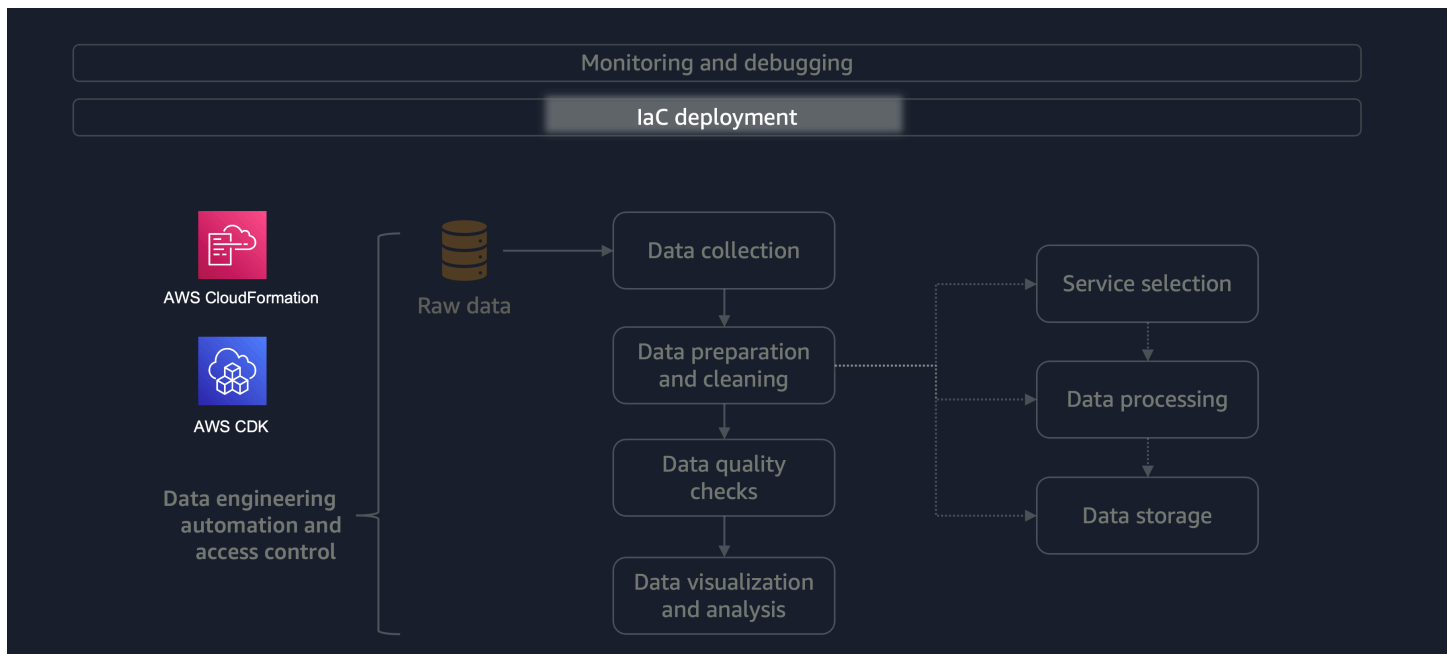 Monitoring and debugging
IaC deployment
AWS CloudFormation
AWS CDK
Data engineering
automation and
access control
Raw data
Data collection
Data preparation
and cleaning
Data quality
checks
Data visualization
and analysis
Service selection
Data processing
Data storage